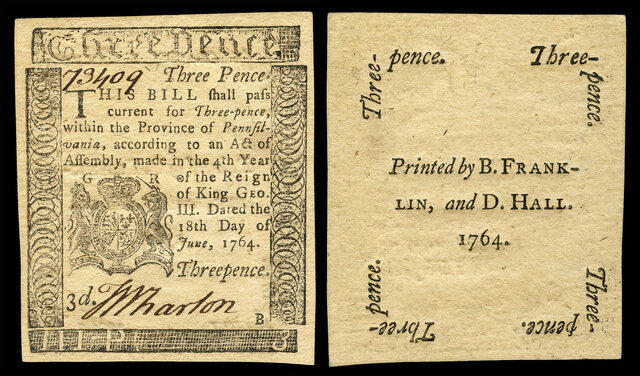 Three Pence.
73409 Three Pence.
THIS BILL ſhall paſs
current for Three-pence,
within the Province of Pennſil-
vania, according to an Act of
Aſſembly, made in the 4th Year
G R of the Reign
of King GEO.
III. Dated the
18th Day of
June, 1764.
Threepence.
3d. Wharton
B
Three-pence.
Three-pence.
Printed by B. FRANK-
LIN, and D. HALL.
1764.
Three-pence.
Three-pence.